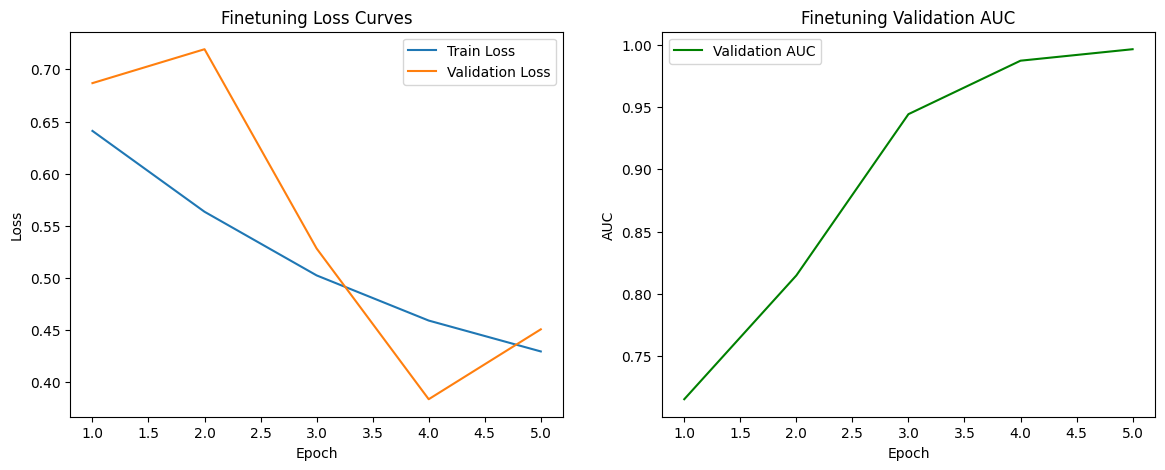 Finetuning Loss Curves
Train Loss
Validation Loss
0.70
0.65
0.60
0.55
0.50
0.45
0.40
Loss
1.0 1.5 2.0 2.5 3.0 3.5 4.0 4.5 5.0
Epoch
Finetuning Validation AUC
Validation AUC
1.00
0.95
0.90
0.85
0.80
0.75
AUC
1.0 1.5 2.0 2.5 3.0 3.5 4.0 4.5 5.0
Epoch